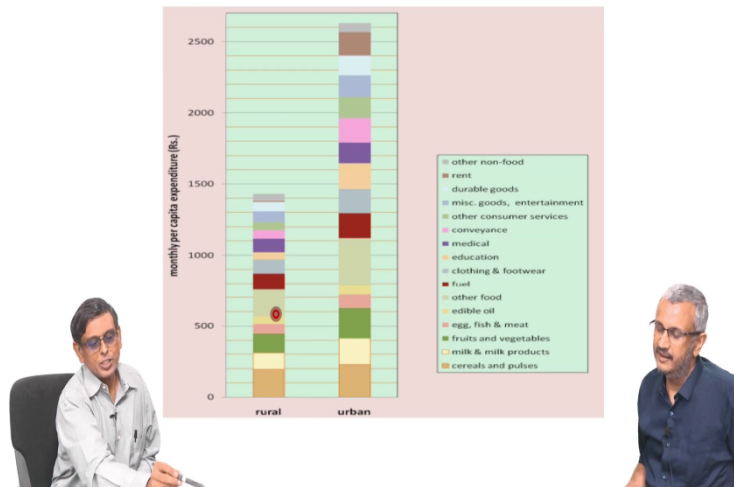 monthly per capita expenditure (Rs.)
2500
2000
1500
1000
500
0
rural urban
other non-food
rent
durable goods
misc. goods, entertainment
other consumer services
conveyance
medical
education
clothing & footwear
fuel
other food
edible oil
egg, fish & meat
fruits and vegetables
milk & milk products
cereals and pulses